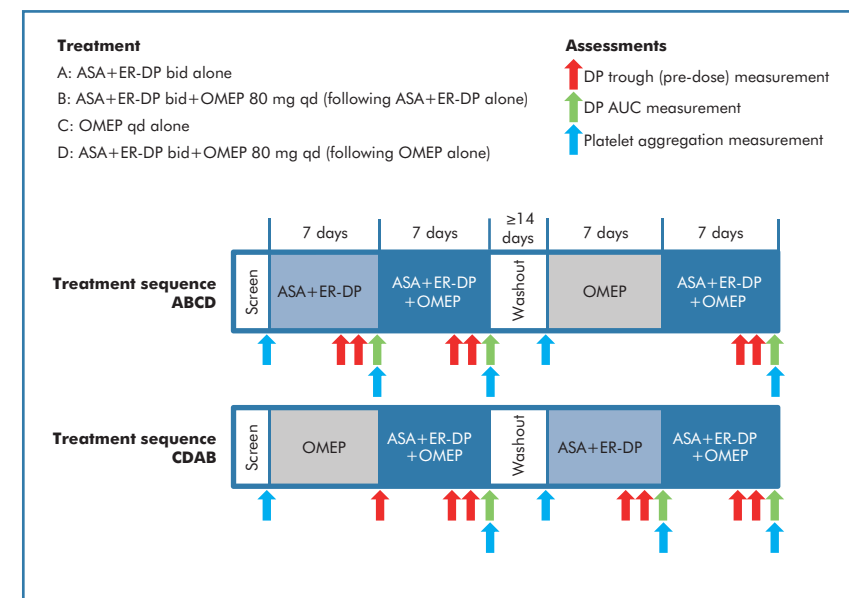 Treatment
A: ASA+ER-DP bid alone
B: ASA+ER-DP bid+OMEP 80 mg qd (following ASA+ER-DP alone)
C: OMEP qd alone
D: ASA+ER-DP bid+OMEP 80 mg qd (following OMEP alone)
Assessments
DP trough (pre-dose) measurement
DP AUC measurement
Platelet aggregation measurement
7 days
7 days
≥14
days
7 days
7 days
Treatment sequence
ABCD
Screen
ASA+ER-DP
ASA+ER-DP
+OMEP
Washout
OMEP
ASA+ER-DP
+OMEP
Treatment sequence
CDAB
Screen
OMEP
ASA+ER-DP
+OMEP
Washout
ASA+ER-DP
ASA+ER-DP
+OMEP